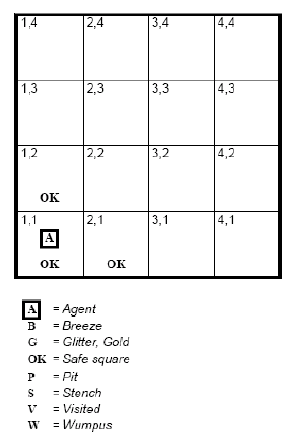 1,4 2,4 3,4 4,4
1,3 2,3 3,3 4,3
1,2 2,2 3,2 4,2
OK
1,1 2,1 3,1 4,1
A
OK OK
A = Agent
B = Breeze
G = Glitter, Gold
OK = Safe square
P = Pit
S = Stench
V = Visited
W = Wumpus